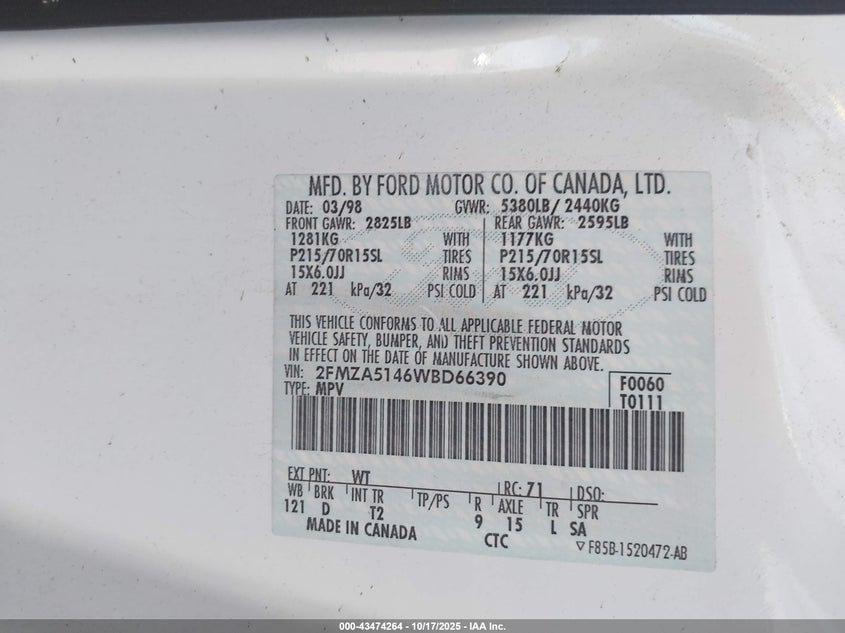 MFD. BY FORD MOTOR CO. OF CANADA, LTD.
DATE: 03/98 GVWR: 5380LB/ 2440KG
FRONT GAWR: 2825LB REAR GAWR: 2595LB
1281KG WITH 1177KG WITH
P215/70R15SL TIRES P215/70R15SL TIRES
15X6.0JJ RIMS 15X6.0JJ RIMS
AT 221 kPa/32 PSI COLD AT 221 kPa/32 PSI COLD
THIS VEHICLE CONFORMS TO ALL APPLICABLE FEDERAL MOTOR
VEHICLE SAFETY, BUMPER, AND THEFT PREVENTION STANDARDS
IN EFFECT ON THE DATE OF MANUFACTURE SHOWN ABOVE.
VIN: 2FMZA5146WBD66390 F0060
TYPE: MPV T0111
EXT PNT: WT RC: 71 DSO:
WB BRK INT TR TP/PS R AXLE TR SPR
121 D T2 9 15 L SA
MADE IN CANADA CTC F85B-1520472-AB
000-43474264 - 10/17/2025 - IAA Inc.